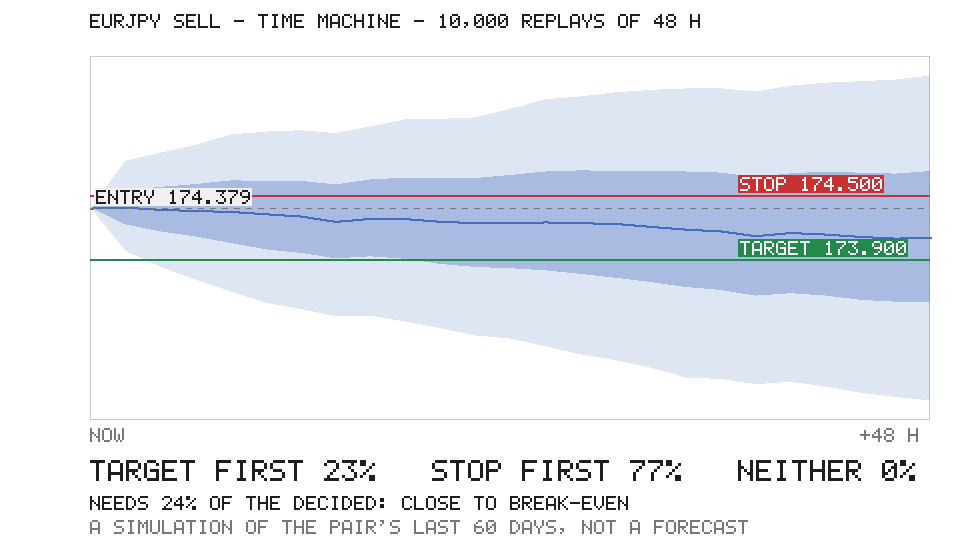 EURJPY SELL – TIME MACHINE – 10,000 REPLAYS OF 48 H
STOP 174.500
ENTRY 174.379
TARGET 173.900
NOW +48 H
TARGET FIRST 23% STOP FIRST 77% NEITHER 0%
NEEDS 24% OF THE DECIDED: CLOSE TO BREAK-EVEN
A SIMULATION OF THE PAIR'S LAST 60 DAYS, NOT A FORECAST